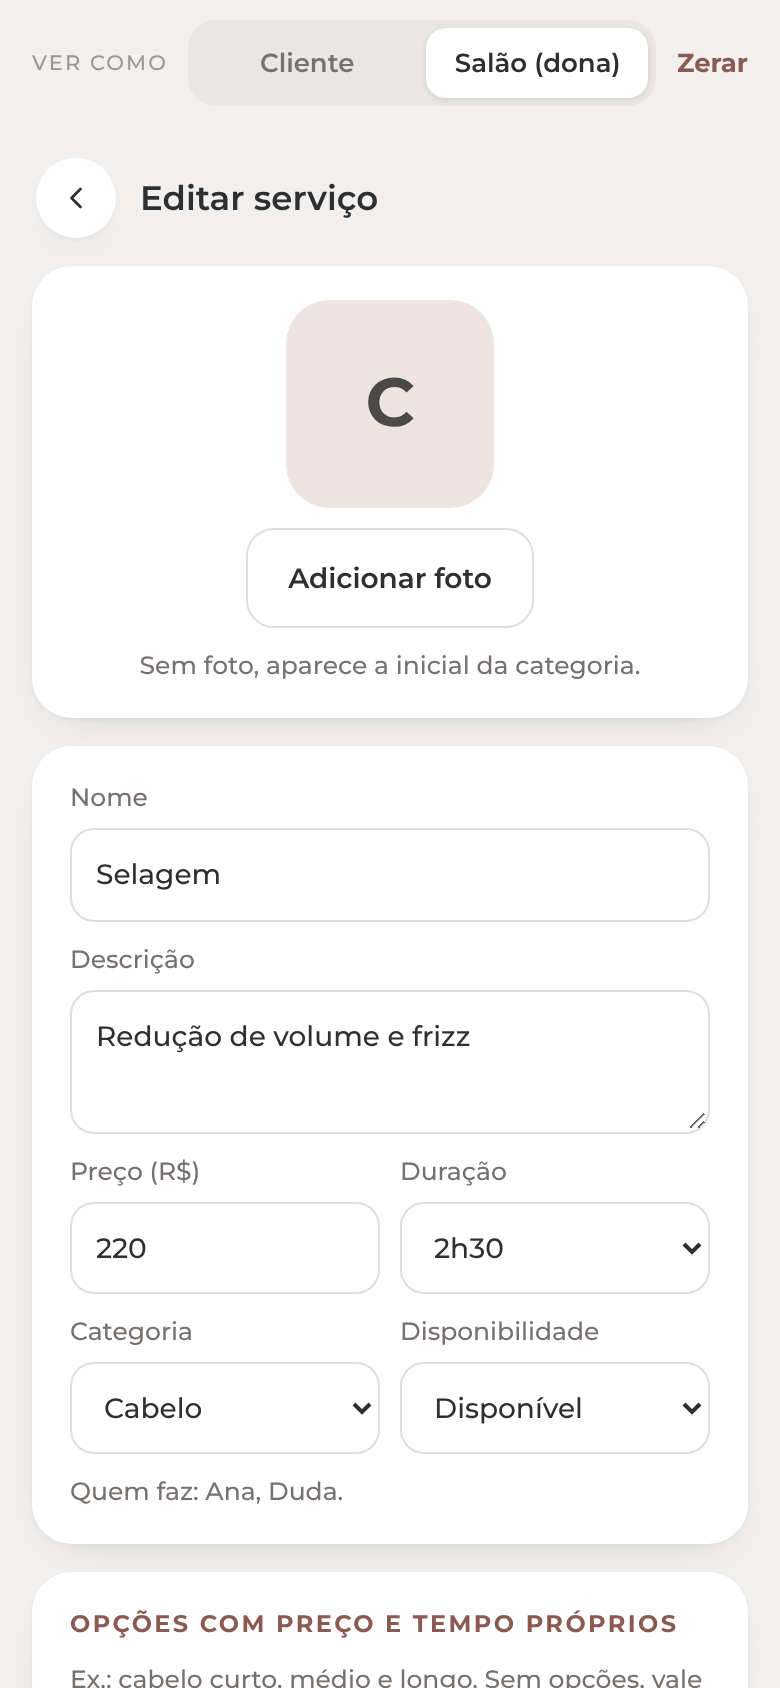 VER COMO
Cliente
Salão (dona)
Zerar
Editar serviço
C
Adicionar foto
Sem foto, aparece a inicial da categoria.
Nome
Selagem
Descrição
Redução de volume e frizz
Preço (R$)
Duração
220
2h30
Categoria
Disponibilidade
Cabelo
Disponível
Quem faz: Ana, Duda.
OPÇÕES COM PREÇO E TEMPO PRÓPRIOS
Ex.: cabelo curto, médio e longo. Sem opções, vale